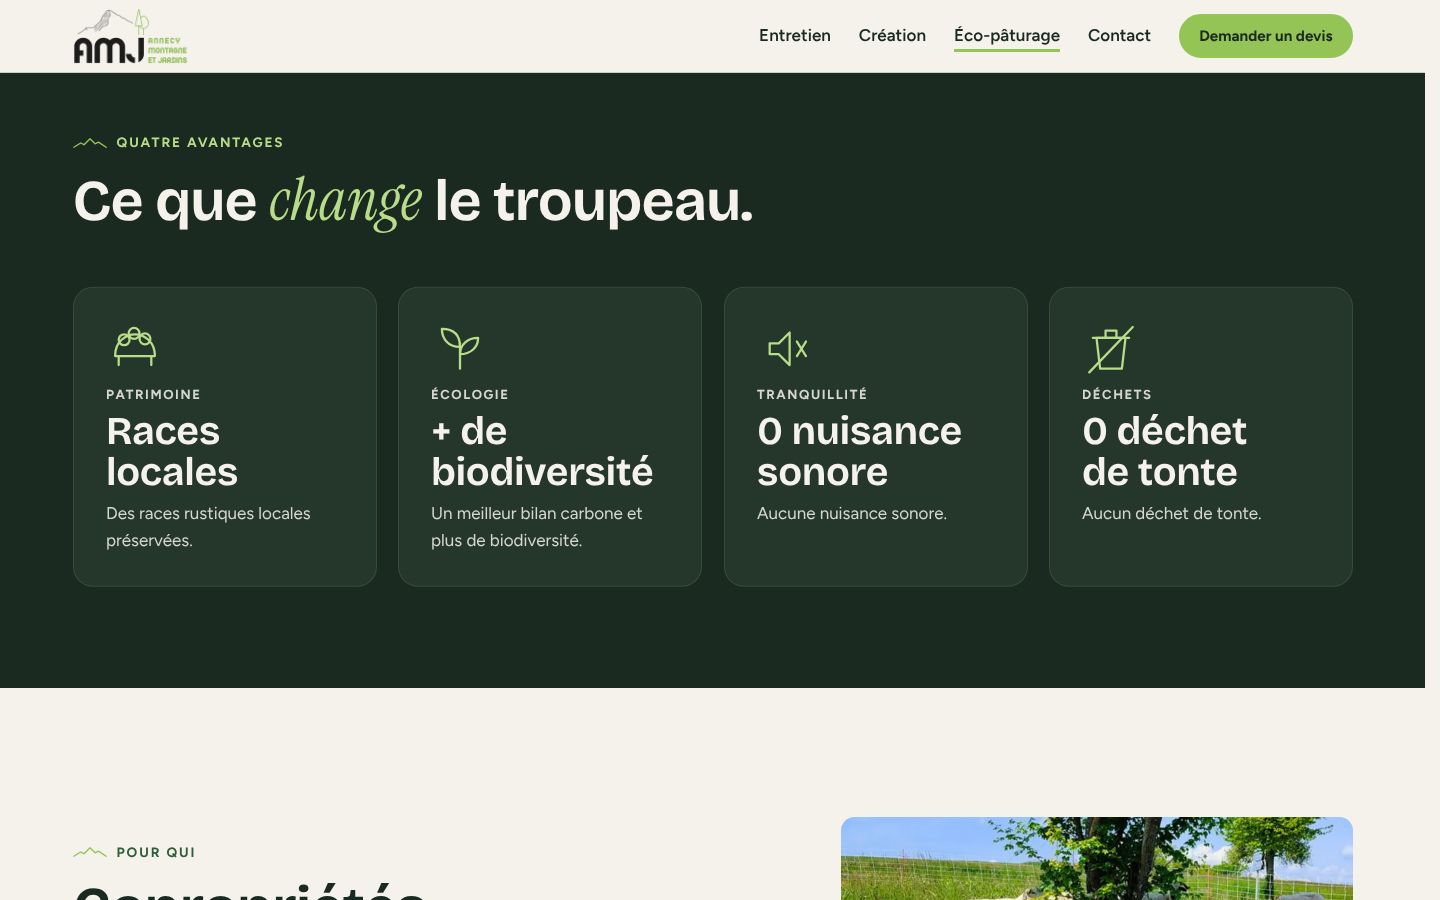 AMJ
ANNECY
MONTAGNE
ET JARDINS
Entretien
Création
Éco-pâturage
Contact
Demander un devis
QUATRE AVANTAGES
Ce que change le troupeau.
PATRIMOINE
Races
locales
Des races rustiques locales
préservées.
ÉCOLOGIE
+ de
biodiversité
Un meilleur bilan carbone et
plus de biodiversité.
TRANQUILLITÉ
0 nuisance
sonore
Aucune nuisance sonore.
DÉCHETS
0 déchet
de tonte
Aucun déchet de tonte.
POUR QUI
Copropriétés